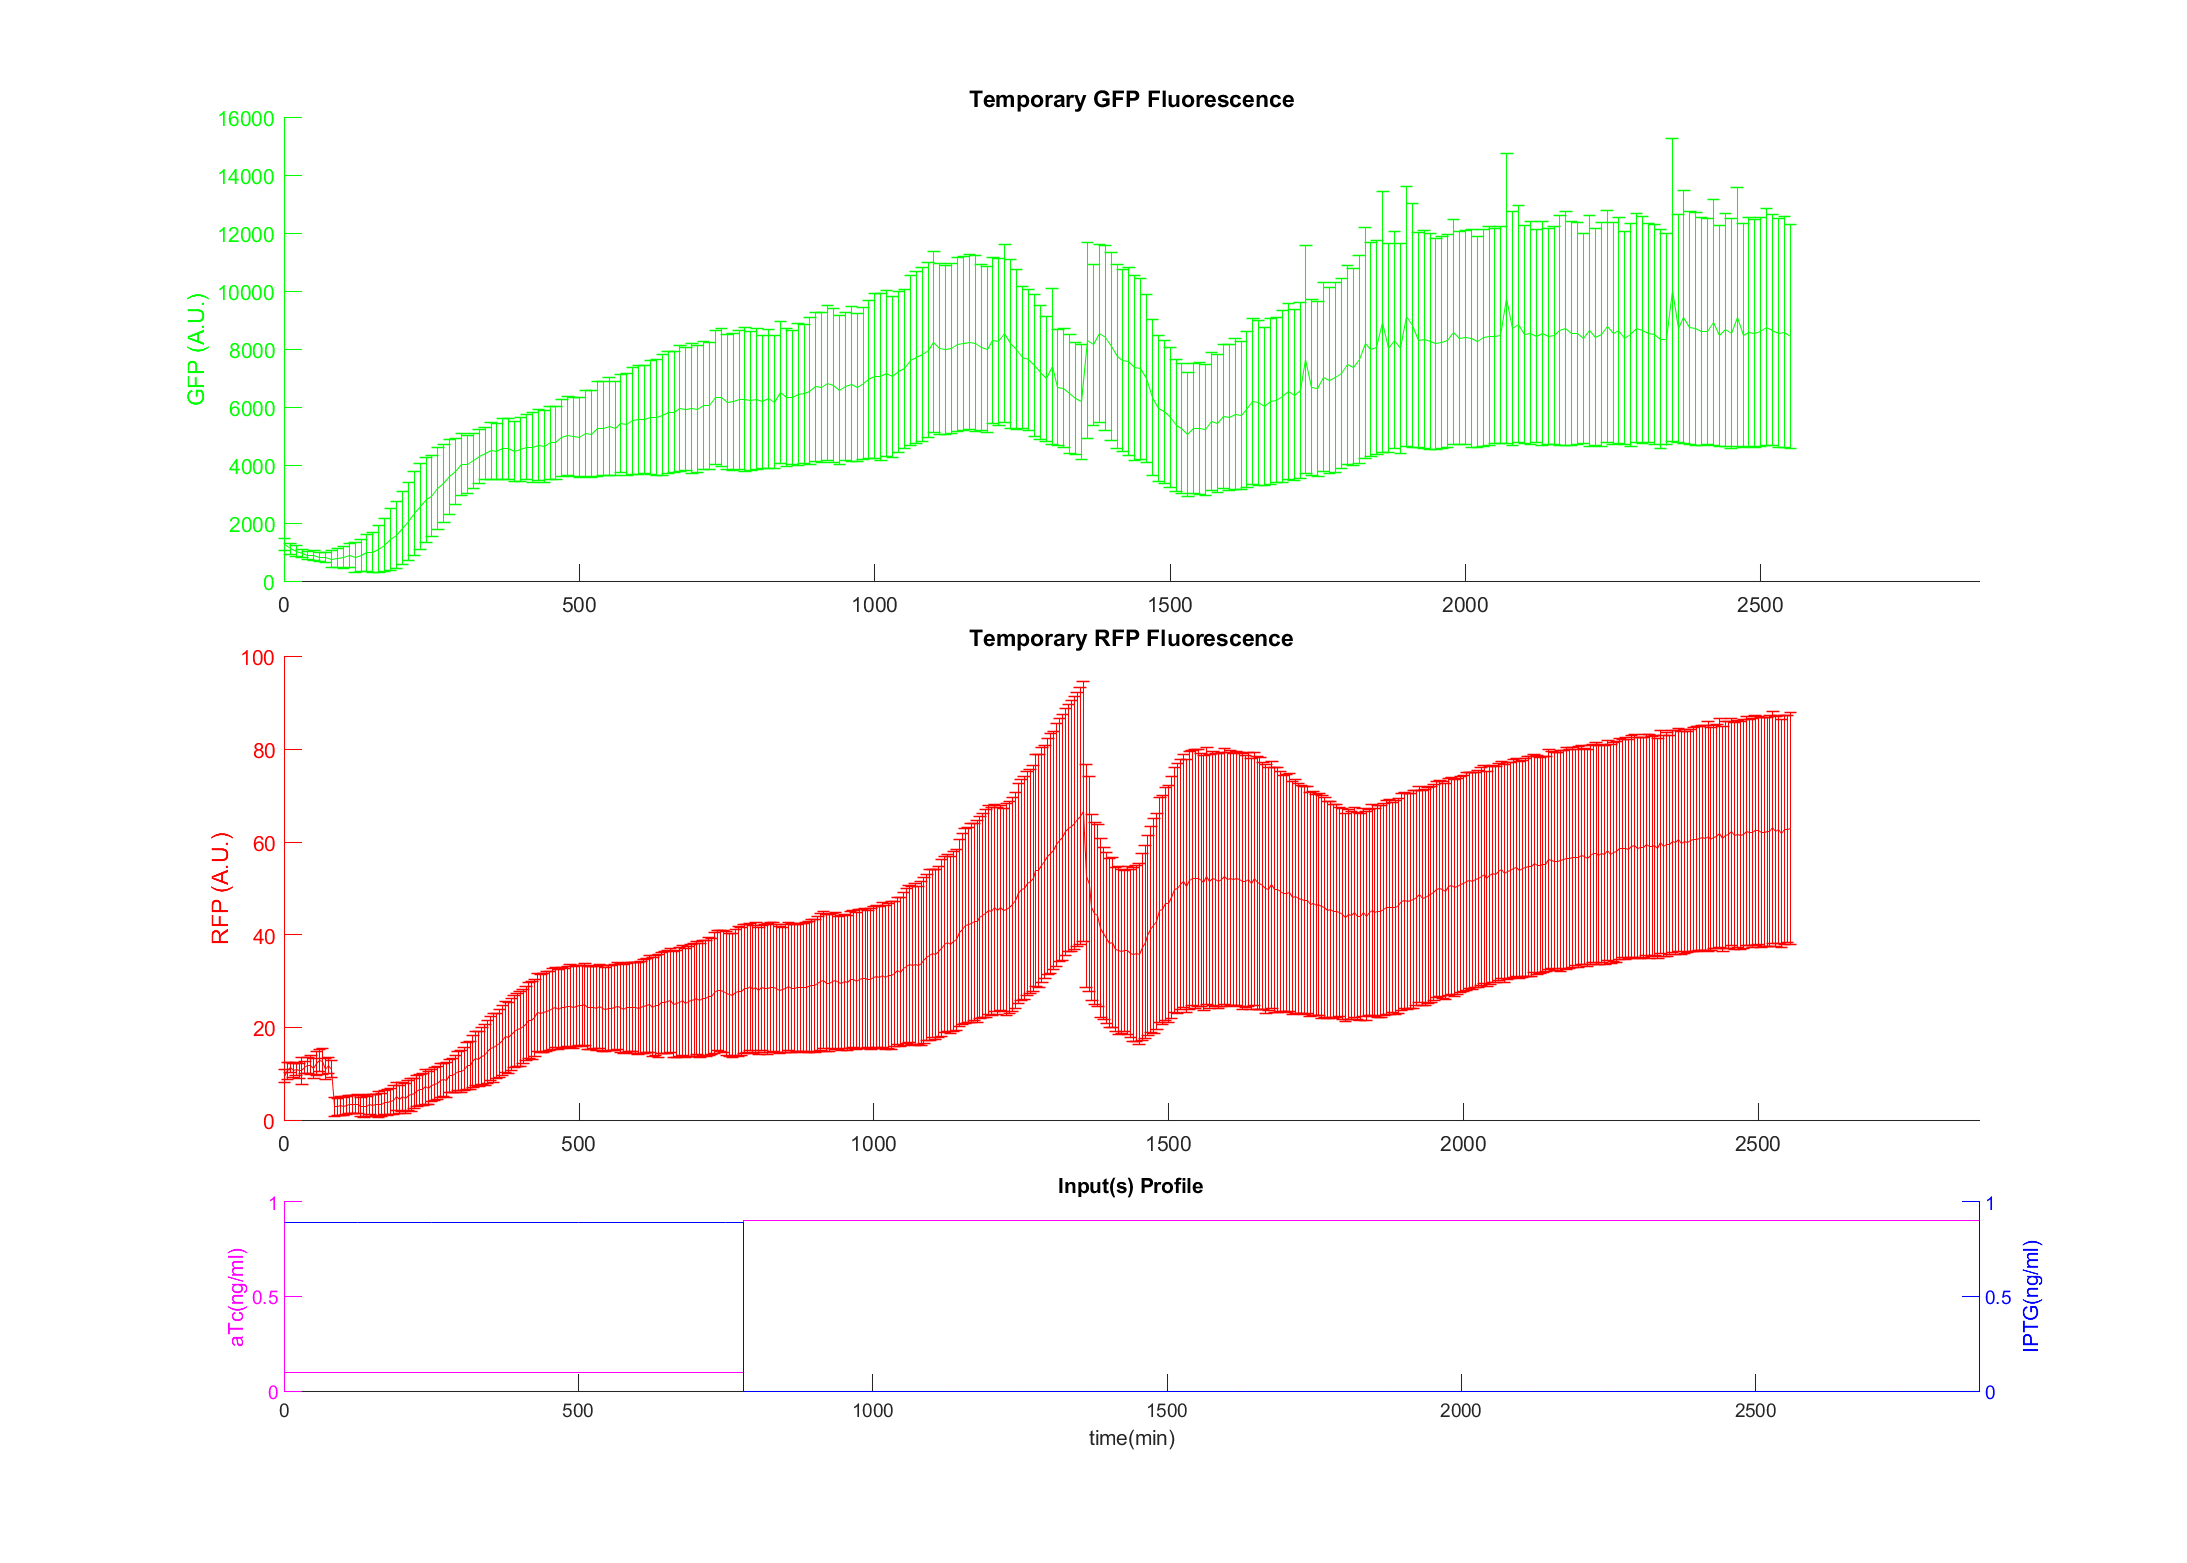 Temporary GFP Fluorescence
16000
14000
12000
10000
8000
6000
4000
2000
0
GFP (A.U.)
0 500 1000 1500 2000 2500
Temporary RFP Fluorescence
100
80
60
40
20
0
RFP (A.U.)
0 500 1000 1500 2000 2500
Input(s) Profile
1
0.5
0
aTc(ng/ml)
1
0.5
0
IPTG(ng/ml)
0 500 1000 1500 2000 2500
time(min)